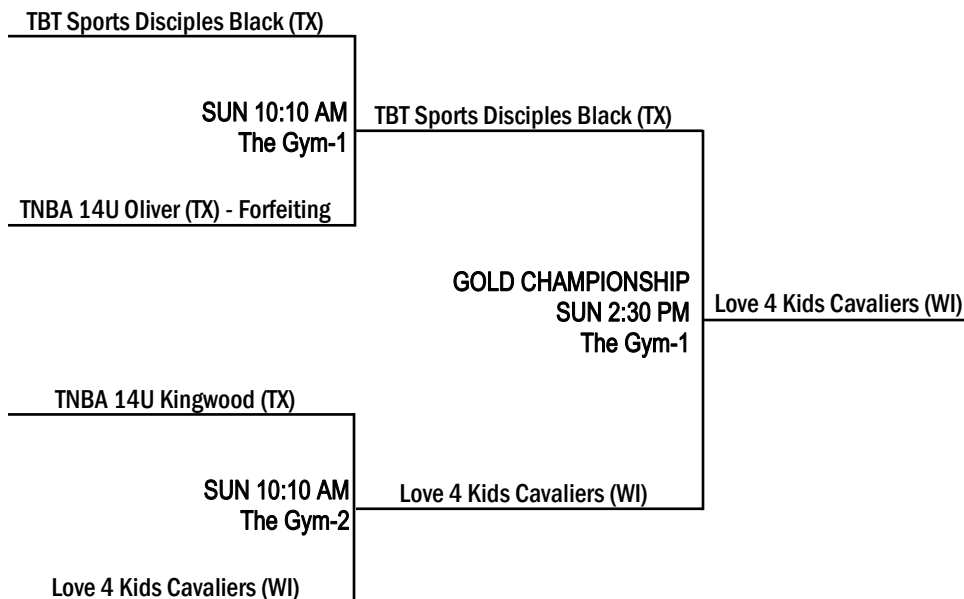 TBT Sports Disciples Black (TX)
SUN 10:10 AM
The Gym-1
TBT Sports Disciples Black (TX)
TNBA 14U Oliver (TX) - Forfeiting
GOLD CHAMPIONSHIP
SUN 2:30 PM
The Gym-1
Love 4 Kids Cavaliers (WI)
TNBA 14U Kingwood (TX)
SUN 10:10 AM
The Gym-2
Love 4 Kids Cavaliers (WI)
Love 4 Kids Cavaliers (WI)